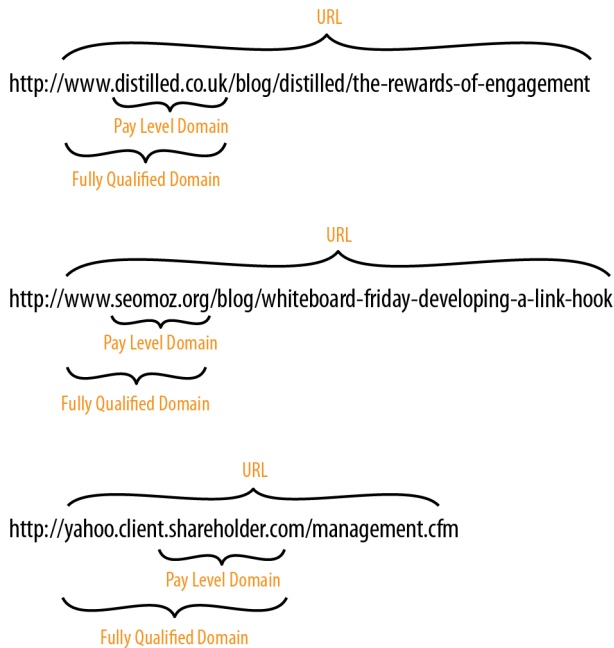 URL
http://www.distilled.co.uk/blog/distilled/the-rewards-of-engagement
Pay Level Domain
Fully Qualified Domain
URL
http://www.seomoz.org/blog/whiteboard-friday-developing-a-link-hook
Pay Level Domain
Fully Qualified Domain
URL
http://yahoo.client.shareholder.com/management.cfm
Pay Level Domain
Fully Qualified Domain